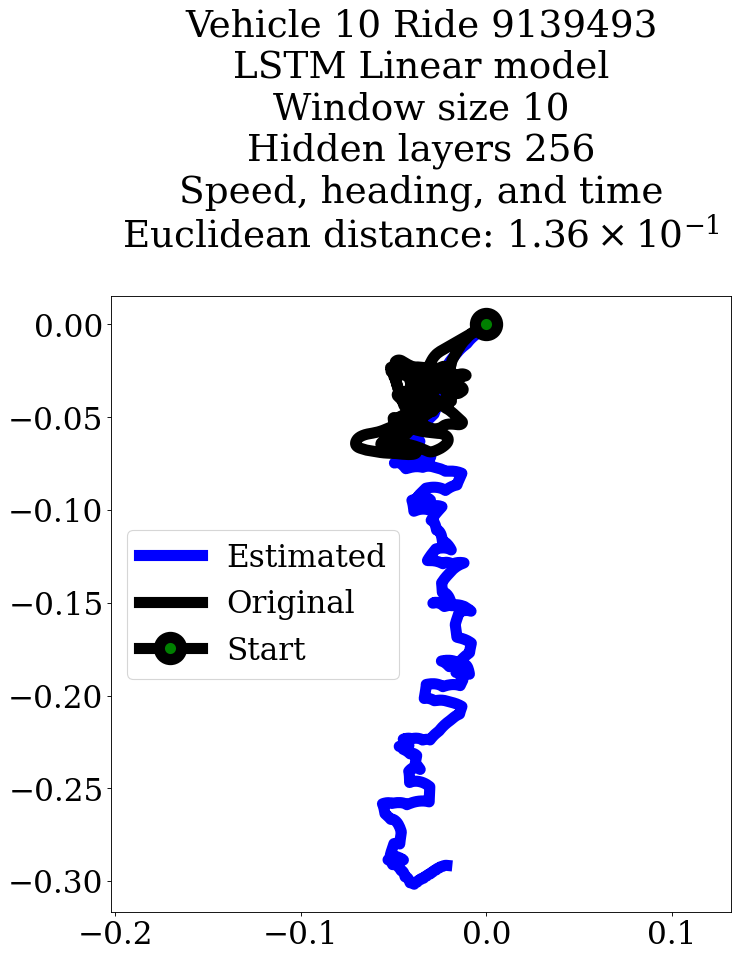 Vehicle 10 Ride 9139493
LSTM Linear model
Window size 10
Hidden layers 256
Speed, heading, and time
Euclidean distance: 1.36 × 10⁻¹
0.00
−0.05
−0.10
−0.15
−0.20
−0.25
−0.30
Estimated
Original
Start
−0.2 −0.1 0.0 0.1